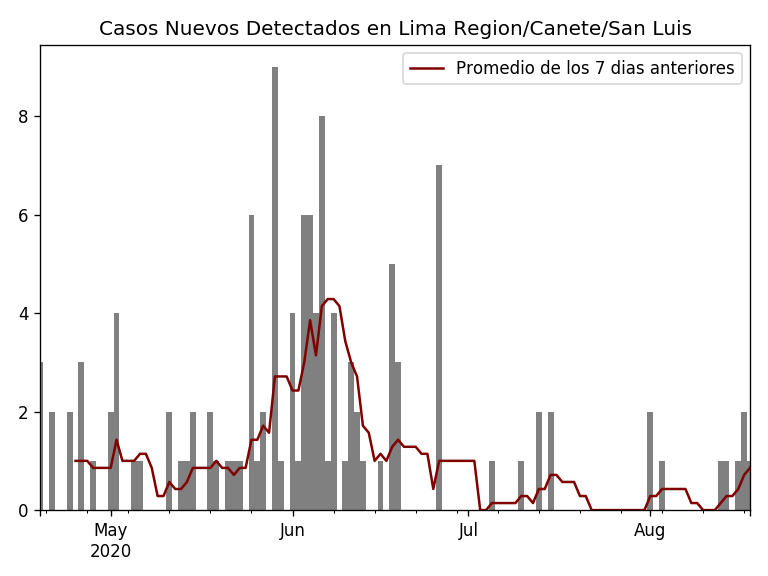 Casos Nuevos Detectados en Lima Region/Canete/San Luis
Promedio de los 7 dias anteriores
8
6
4
2
0
May Jun Jul Aug
2020